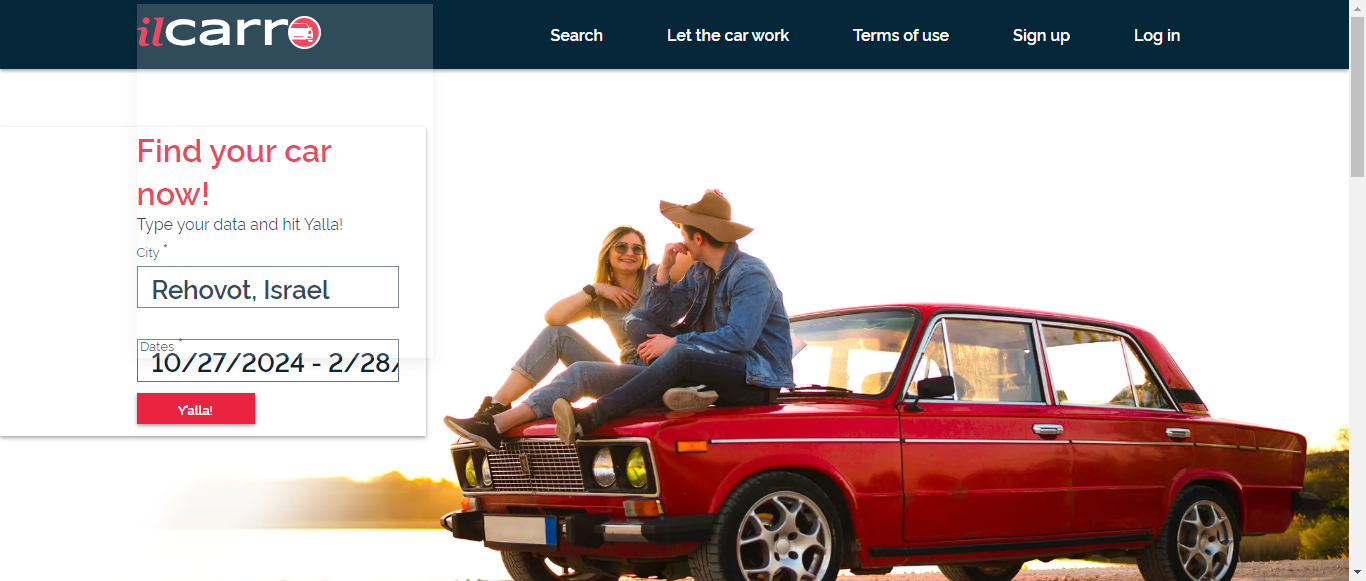 ilcarro
Search Let the car work Terms of use Sign up Log in
Find your car
now!
Type your data and hit Yalla!
City *
Rehovot, Israel
Dates *
10/27/2024 - 2/28/
Y'alla!